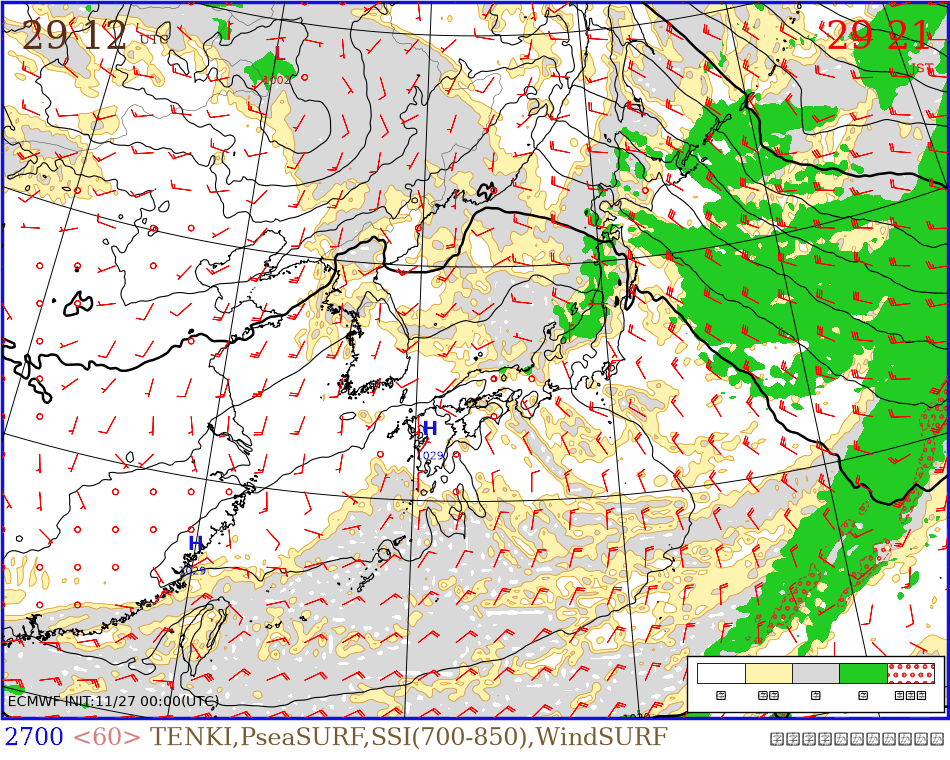 29 12 UTC
29 21
JST
1002
H
1029
H
1029
ECMWF INIT:11/27 00:00(UTC)
2700 <60> TENKI,PseaSURF,SSI(700-850),WindSURF